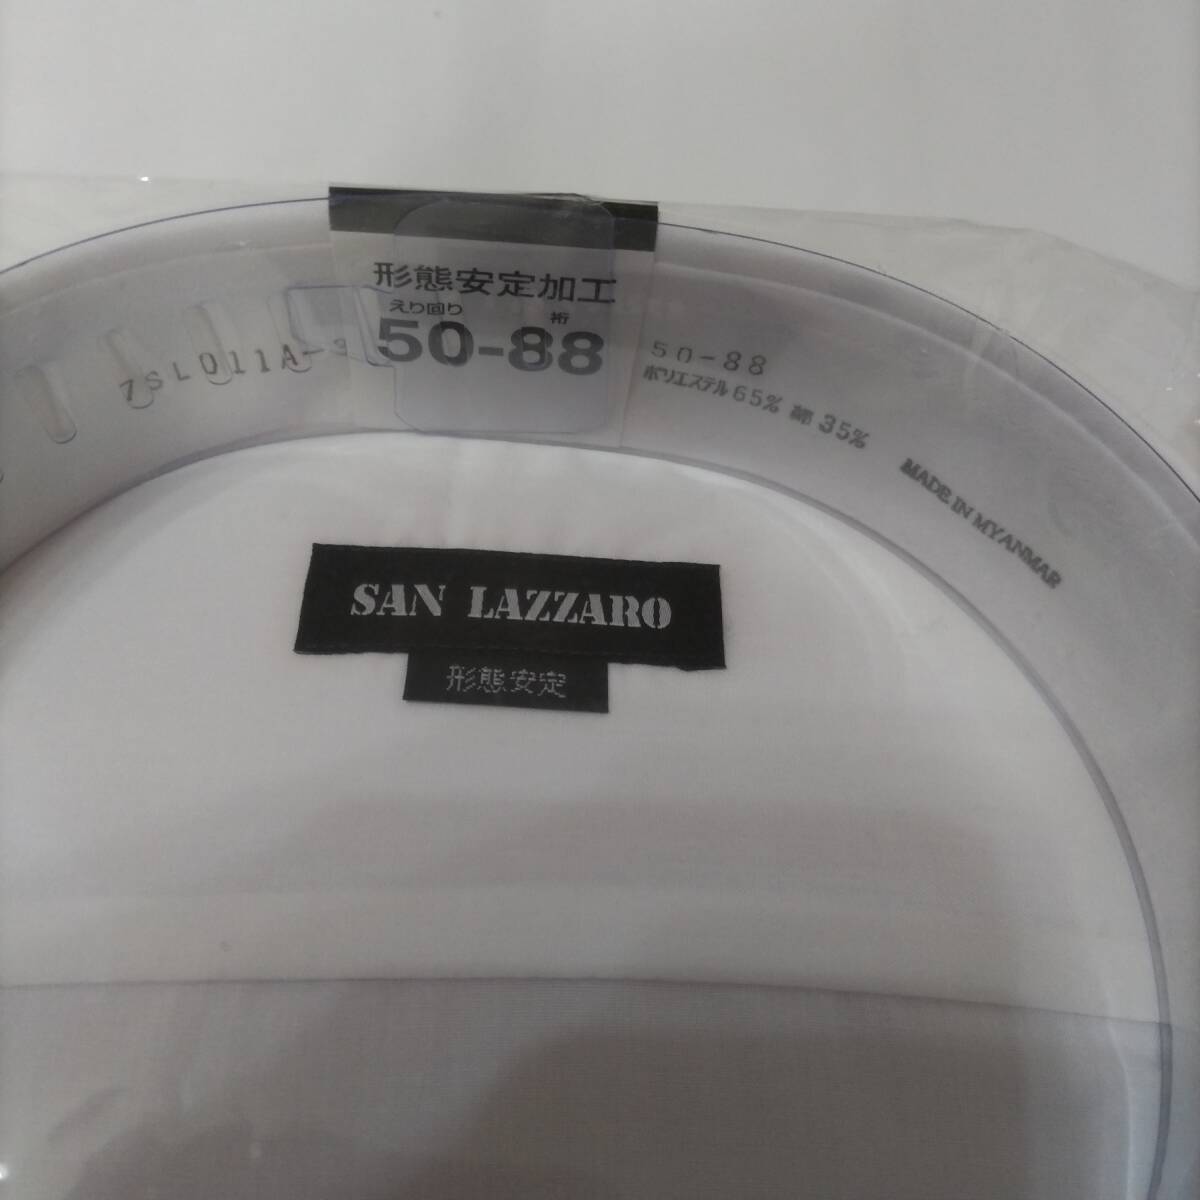 形態安定加工
えり回り 裄
50-88
7SL011A-3
50-88
ポリエステル65% 綿35%
MADE IN MYANMAR
SAN LAZZARO
形態安定